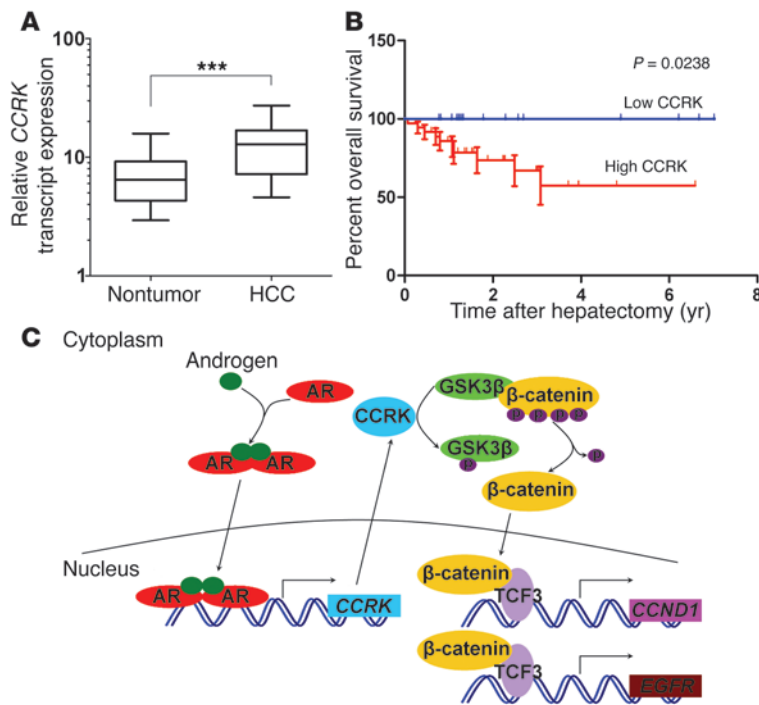 A
Relative CCRK
transcript expression
100
10
1
***
Nontumor
HCC
B
Percent overall survival
150
100
50
0
P = 0.0238
Low CCRK
High CCRK
0
2
4
6
8
Time after hepatectomy (yr)
C
Cytoplasm
Androgen
AR
AR
AR
CCRK
GSK3β
β-catenin
P
P
P
P
GSK3β
P
P
β-catenin
Nucleus
AR
AR
CCRK
β-catenin
TCF3
CCND1
β-catenin
TCF3
EGFR